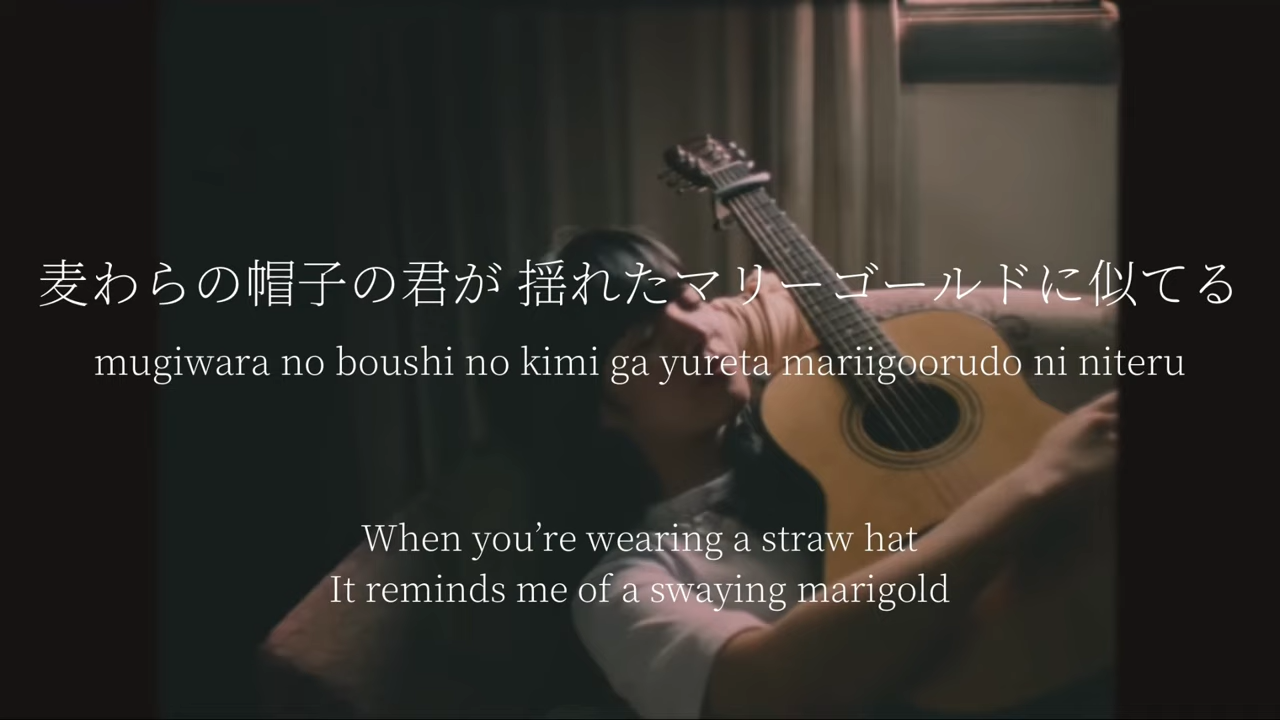 麦わらの帽子の君が 揺れたマリーゴールドに似てる
mugiwara no boushi no kimi ga yureta mariigoorudo ni niteru
When you’re wearing a straw hat
It reminds me of a swaying marigold